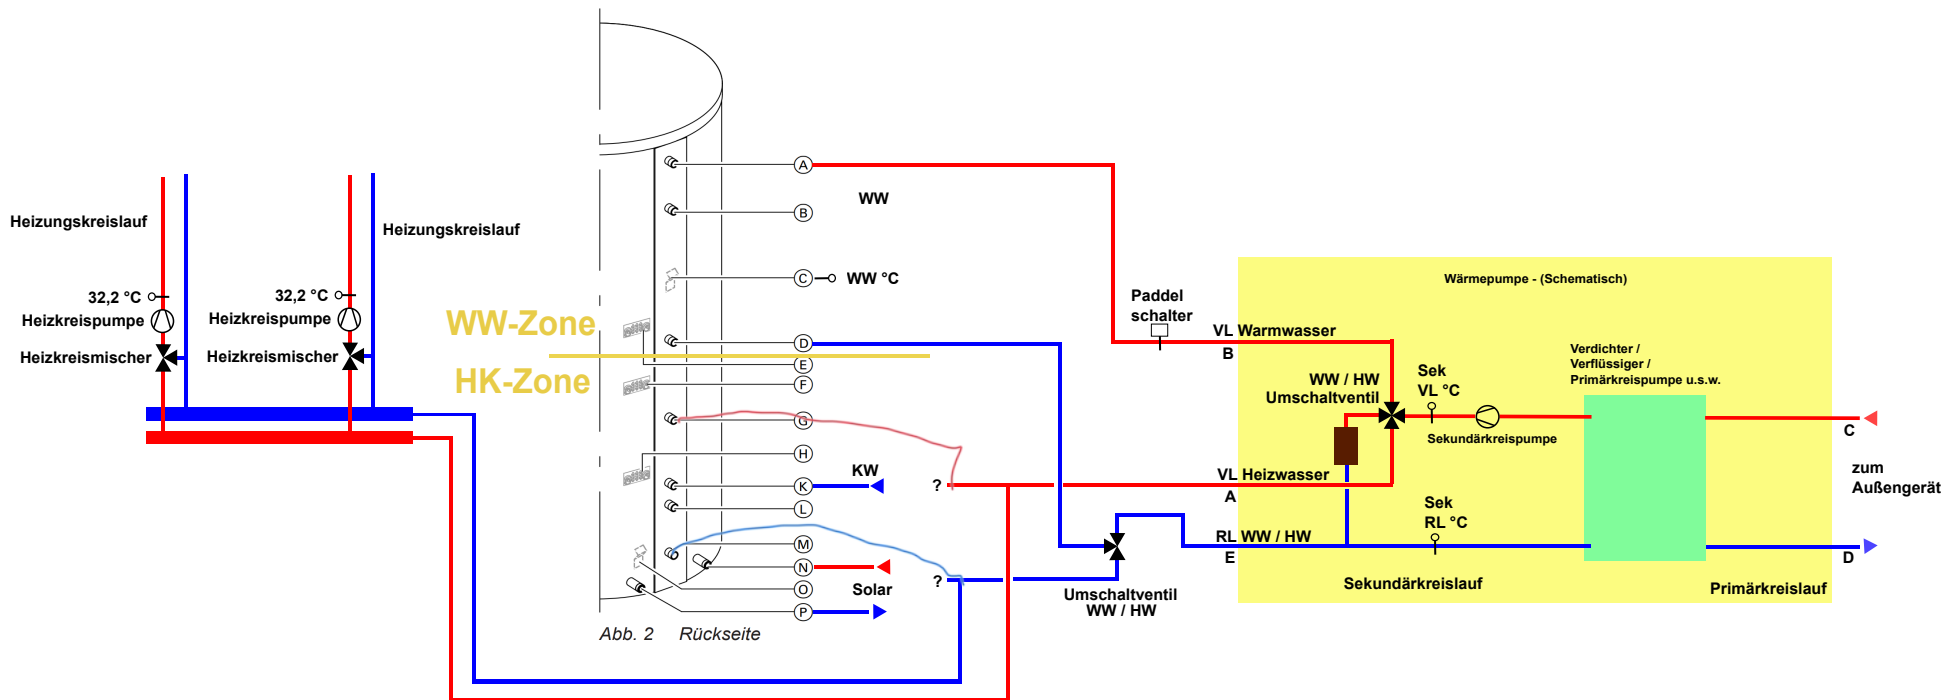 Heizungskreislauf
Heizungskreislauf
32,2 °C
Heizkreispumpe
Heizkreismischer
32,2 °C
Heizkreispumpe
Heizkreismischer
WW-Zone
HK-Zone
A
B
C
D
E
F
G
H
K
L
M
N
O
P
WW
WW °C
KW
Solar
?
?
Abb. 2 Rückseite
Paddel
schalter
Umschaltventil
WW / HW
Wärmepumpe - (Schematisch)
VL Warmwasser
B
WW / HW
Umschaltventil
Sek
VL °C
Sekundärkreispumpe
Verdichter /
Verflüssiger /
Primärkreispumpe u.s.w.
VL Heizwasser
A
RL WW / HW
E
Sek
RL °C
Sekundärkreislauf
Primärkreislauf
C
zum
Außengerät
D